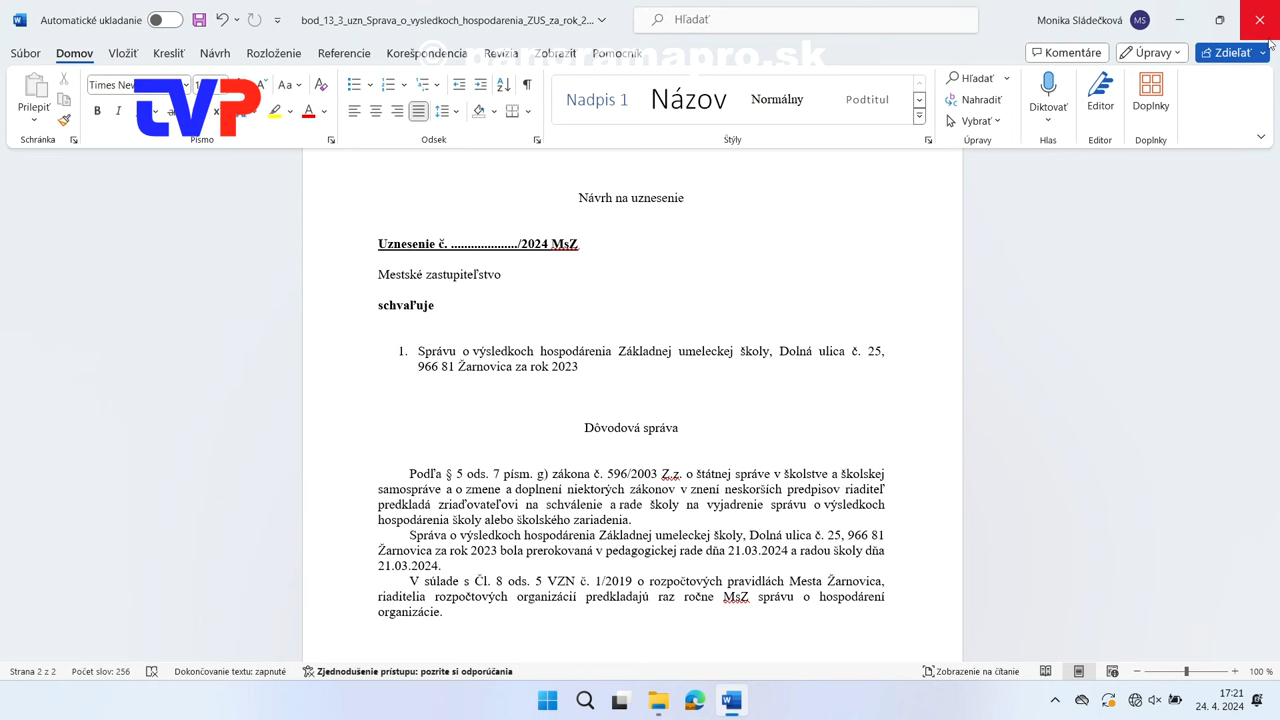 Automatické ukladanie
bod_13_3_uzn_Sprava_o_vysledkoch_hospodarenia_ZUS_za_rok_2...
Hľadať
Monika Sládečková
MS
Súbor Domov Vložiť Kresliť Návrh Rozloženie Referencie Korešpondencia Revízia Zobraziť Pomocník
Komentáre Úpravy Zdieľať
© panoramapro.sk
Prilepiť
Times New
Aa
B I
TVP
Nadpis 1 Názov Normálny Podtitul
Hľadať
Nahradiť
Vybrať
Diktovať
Editor
Doplnky
Schránka Písmo Odsek Štýly Úpravy Hlas Editor Doplnky
Návrh na uznesenie
Uznesenie č. ..................../2024 MsZ
Mestské zastupiteľstvo
schvaľuje
1. Správu o výsledkoch hospodárenia Základnej umeleckej školy, Dolná ulica č. 25,
966 81 Žarnovica za rok 2023
Dôvodová správa
Podľa § 5 ods. 7 písm. g) zákona č. 596/2003 Z.z. o štátnej správe v školstve a školskej
samospráve a o zmene a doplnení niektorých zákonov v znení neskorších predpisov riaditeľ
predkladá zriaďovateľovi na schválenie a rade školy na vyjadrenie správu o výsledkoch
hospodárenia školy alebo školského zariadenia.
Správa o výsledkoch hospodárenia Základnej umeleckej školy, Dolná ulica č. 25, 966 81
Žarnovica za rok 2023 bola prerokovaná v pedagogickej rade dňa 21.03.2024 a radou školy dňa
21.03.2024.
V súlade s Čl. 8 ods. 5 VZN č. 1/2019 o rozpočtových pravidlách Mesta Žarnovica,
riaditelia rozpočtových organizácií predkladajú raz ročne MsZ správu o hospodárení
organizácie.
Strana 2 z 2 Počet slov: 256 Dokončovanie textu: zapnuté Zjednodušenie prístupu: pozrite si odporúčania Zobrazenie na čítanie 100 %
17:21
24. 4. 2024